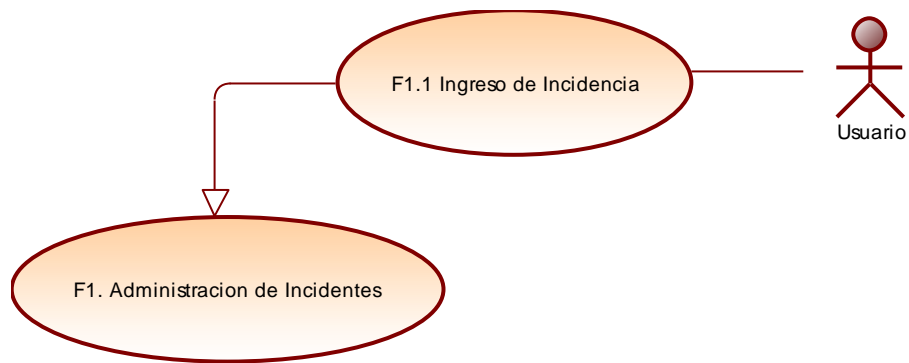 F1.1 Ingreso de Incidencia
Usuario
F1. Administracion de Incidentes